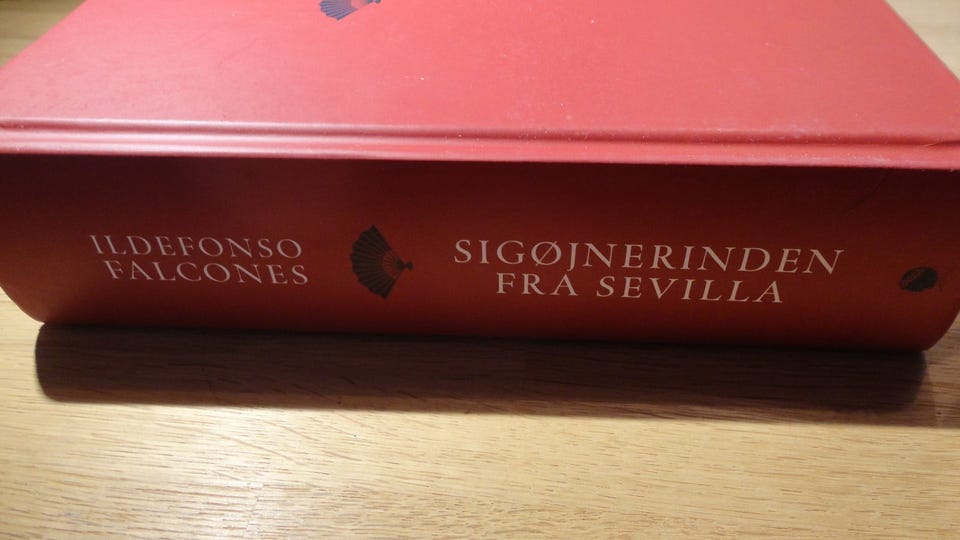 ILDEFONSO
FALCONES
SIGØJNERINDEN
FRA SEVILLA